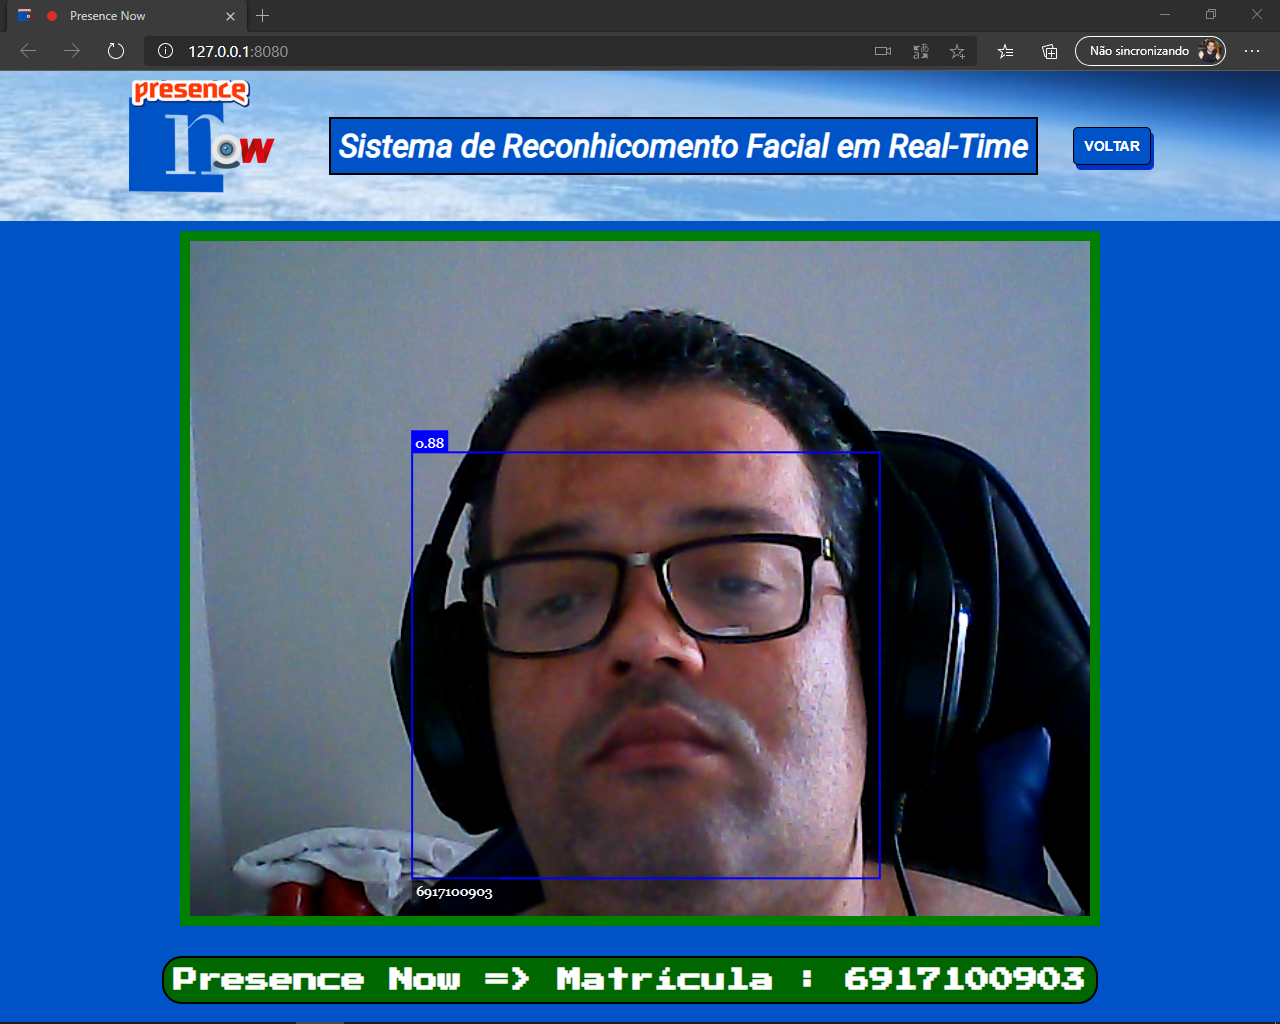 Presence Now
127.0.0.1:8080
Não sincronizando
presence
now
Sistema de Reconhicomento Facial em Real-Time
VOLTAR
0.88
6917100903
Presence Now => Matrícula : 6917100903